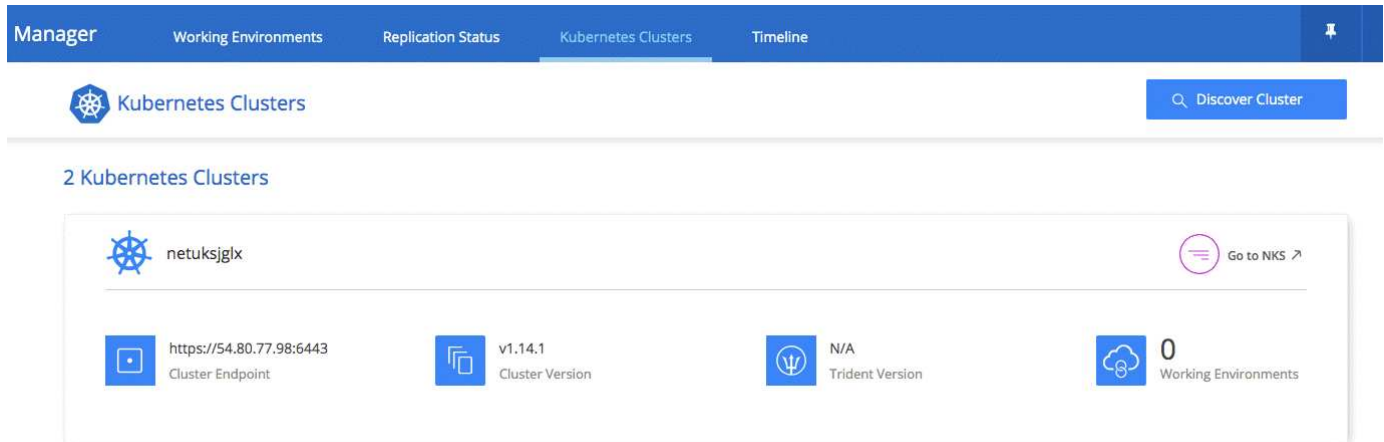 Manager Working Environments Replication Status Kubernetes Clusters Timeline
Kubernetes Clusters Discover Cluster
2 Kubernetes Clusters
netuksjglx Go to NKS
https://54.80.77.98:6443 v1.14.1 N/A 0
Cluster Endpoint Cluster Version Trident Version Working Environments